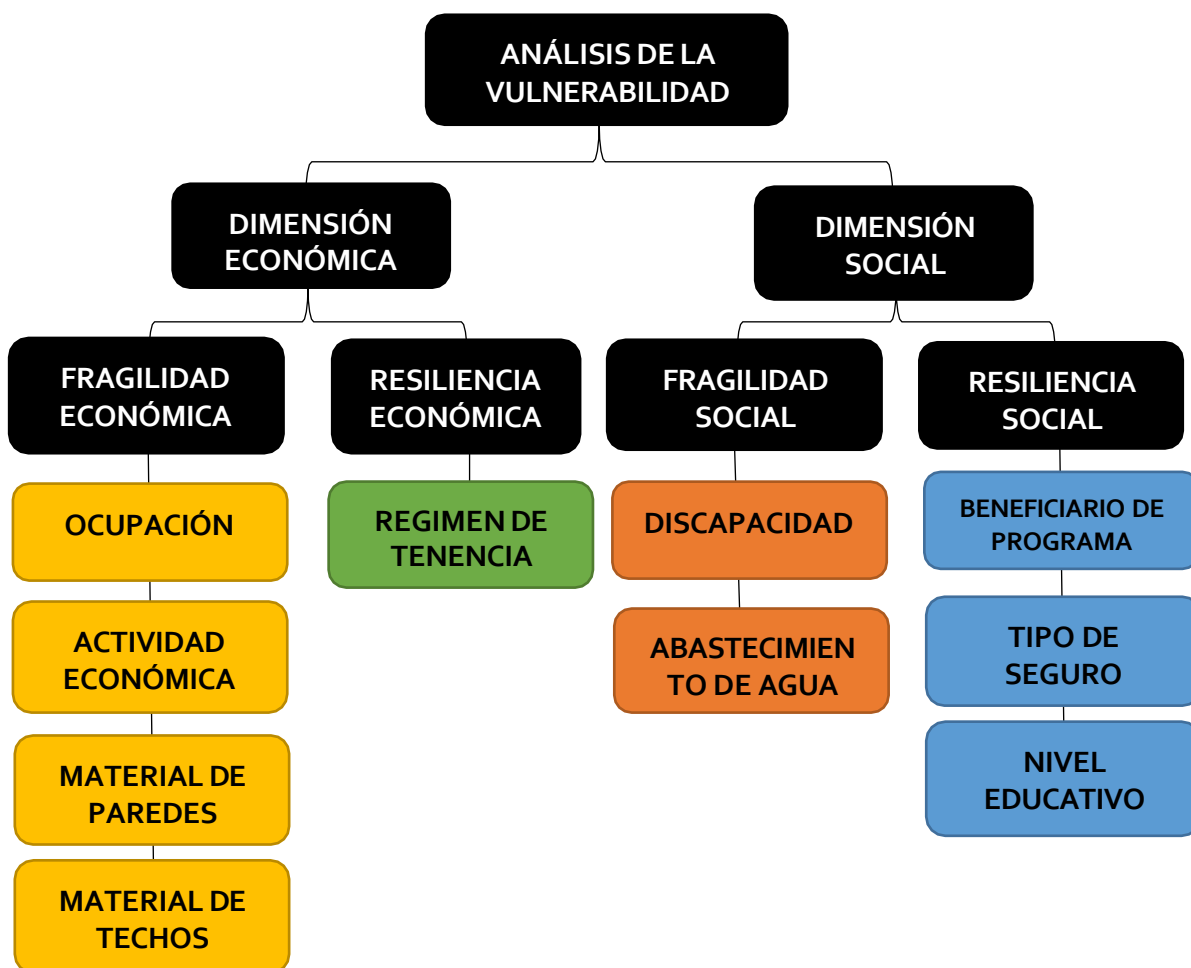 ANÁLISIS DE LA
VULNERABILIDAD
DIMENSIÓN
ECONÓMICA
DIMENSIÓN
SOCIAL
FRAGILIDAD
ECONÓMICA
RESILIENCIA
ECONÓMICA
FRAGILIDAD
SOCIAL
RESILIENCIA
SOCIAL
OCUPACIÓN
REGIMEN DE
TENENCIA
DISCAPACIDAD
BENEFICIARIO DE
PROGRAMA
ACTIVIDAD
ECONÓMICA
ABASTECIMIEN
TO DE AGUA
TIPO DE
SEGURO
MATERIAL DE
PAREDES
NIVEL
EDUCATIVO
MATERIAL DE
TECHOS